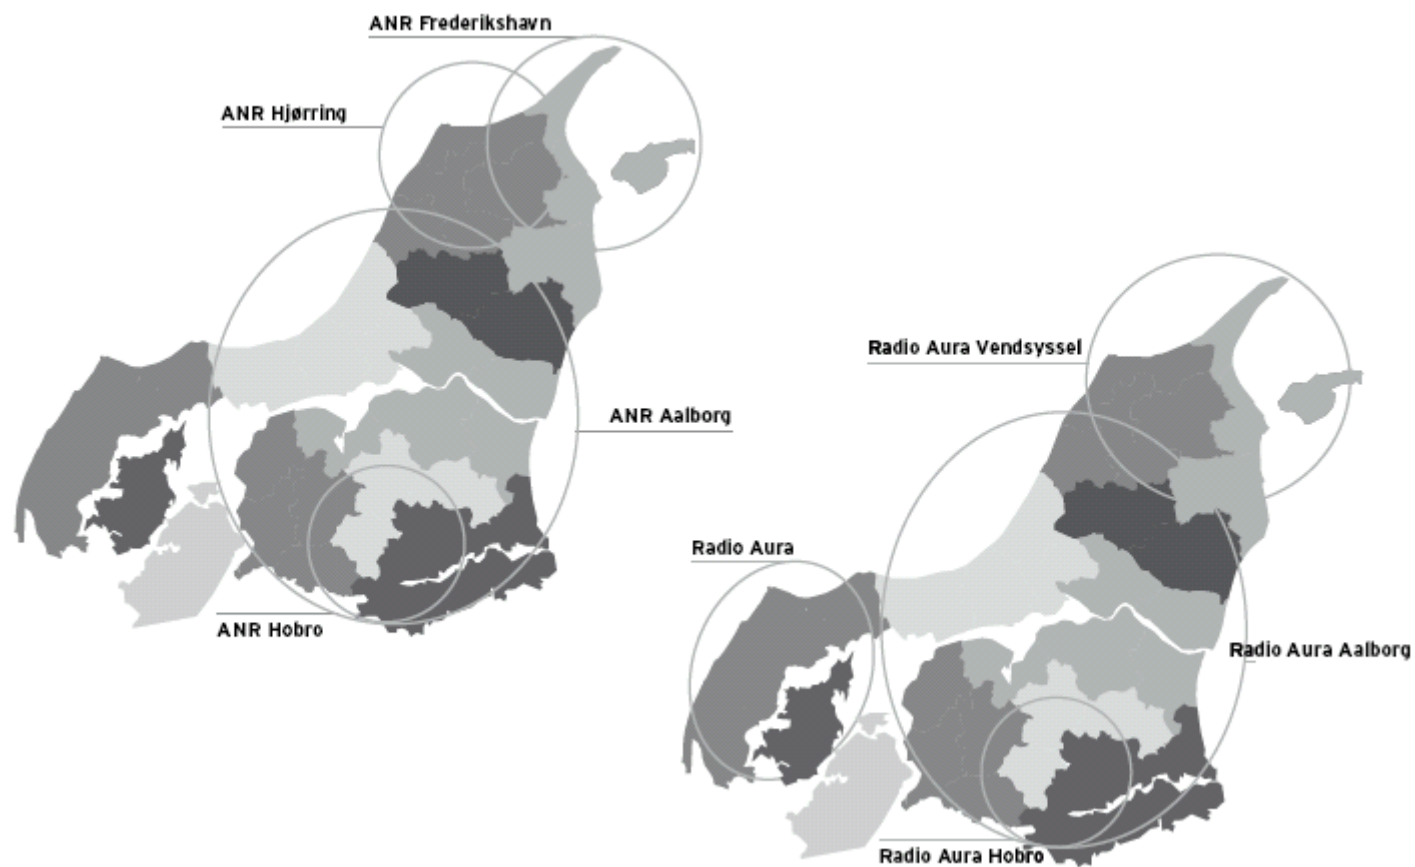 ANR Frederikshavn
ANR Hjørring
ANR Aalborg
ANR Hobro
Radio Aura Vendsyssel
Radio Aura
Radio Aura Aalborg
Radio Aura Hobro